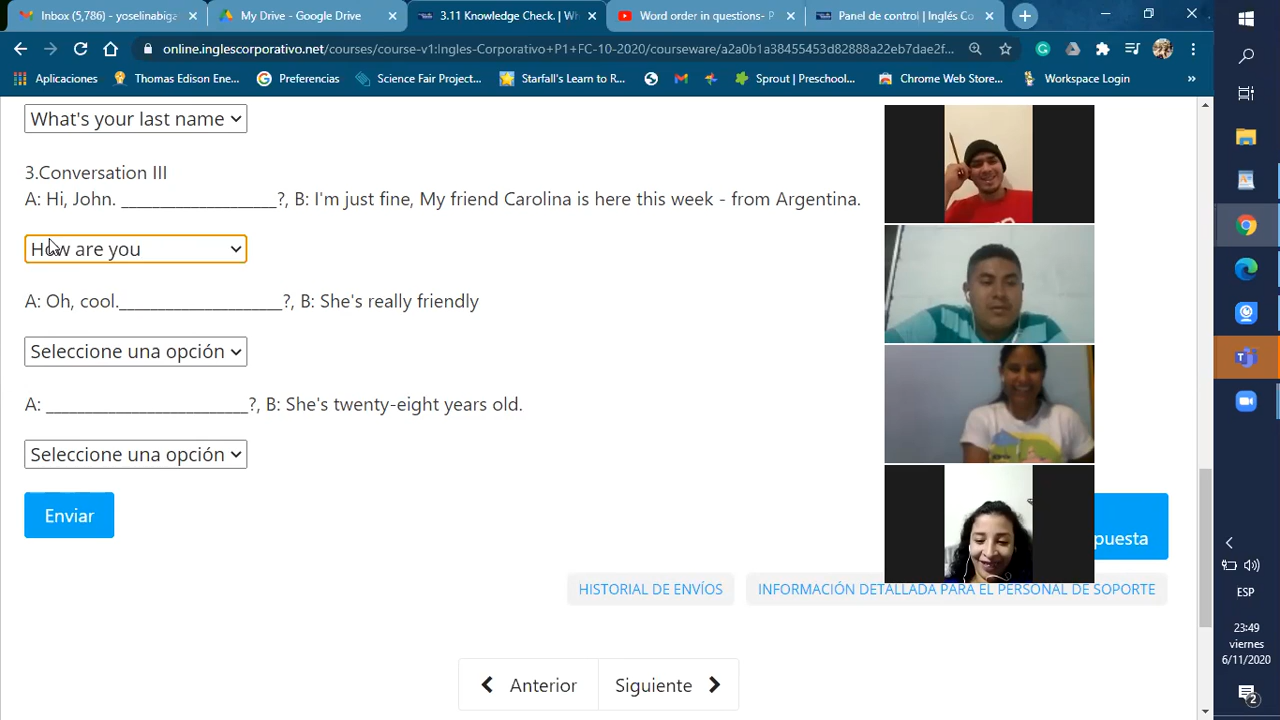 Inbox (5,786) - yoselinabiga
My Drive - Google Drive
3.11 Knowledge Check. | Wh
Word order in questions- P
Panel de control | Inglés Co
online.inglescorporativo.net/courses/course-v1:Ingles-Corporativo+P1+FC-10-2020/courseware/a2a0b1a38455453d82888a22eb7dae2f...
Aplicaciones
Thomas Edison Ene...
Preferencias
Science Fair Project...
Starfall's Learn to R...
Sprout | Preschool...
Chrome Web Store...
Workspace Login
»
What's your last name
3.Conversation III
A: Hi, John. ____________________?, B: I'm just fine, My friend Carolina is here this week - from Argentina.
How are you
A: Oh, cool._____________________?, B: She's really friendly
Seleccione una opción
A: __________________________?, B: She's twenty-eight years old.
Seleccione una opción
Enviar
puesta
HISTORIAL DE ENVÍOS
INFORMACIÓN DETALLADA PARA EL PERSONAL DE SOPORTE
Anterior
Siguiente
ESP
23:49
viernes
6/11/2020
2